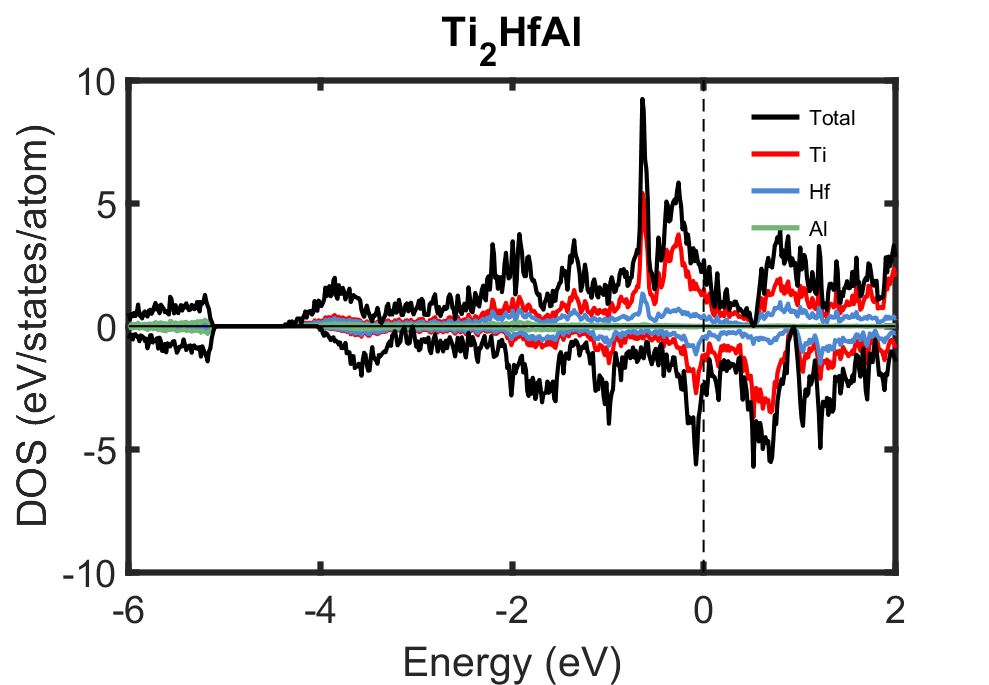 Ti2HfAl
10
5
0
-5
-10
DOS (eV/states/atom)
Total
Ti
Hf
Al
-6
-4
-2
0
2
Energy (eV)